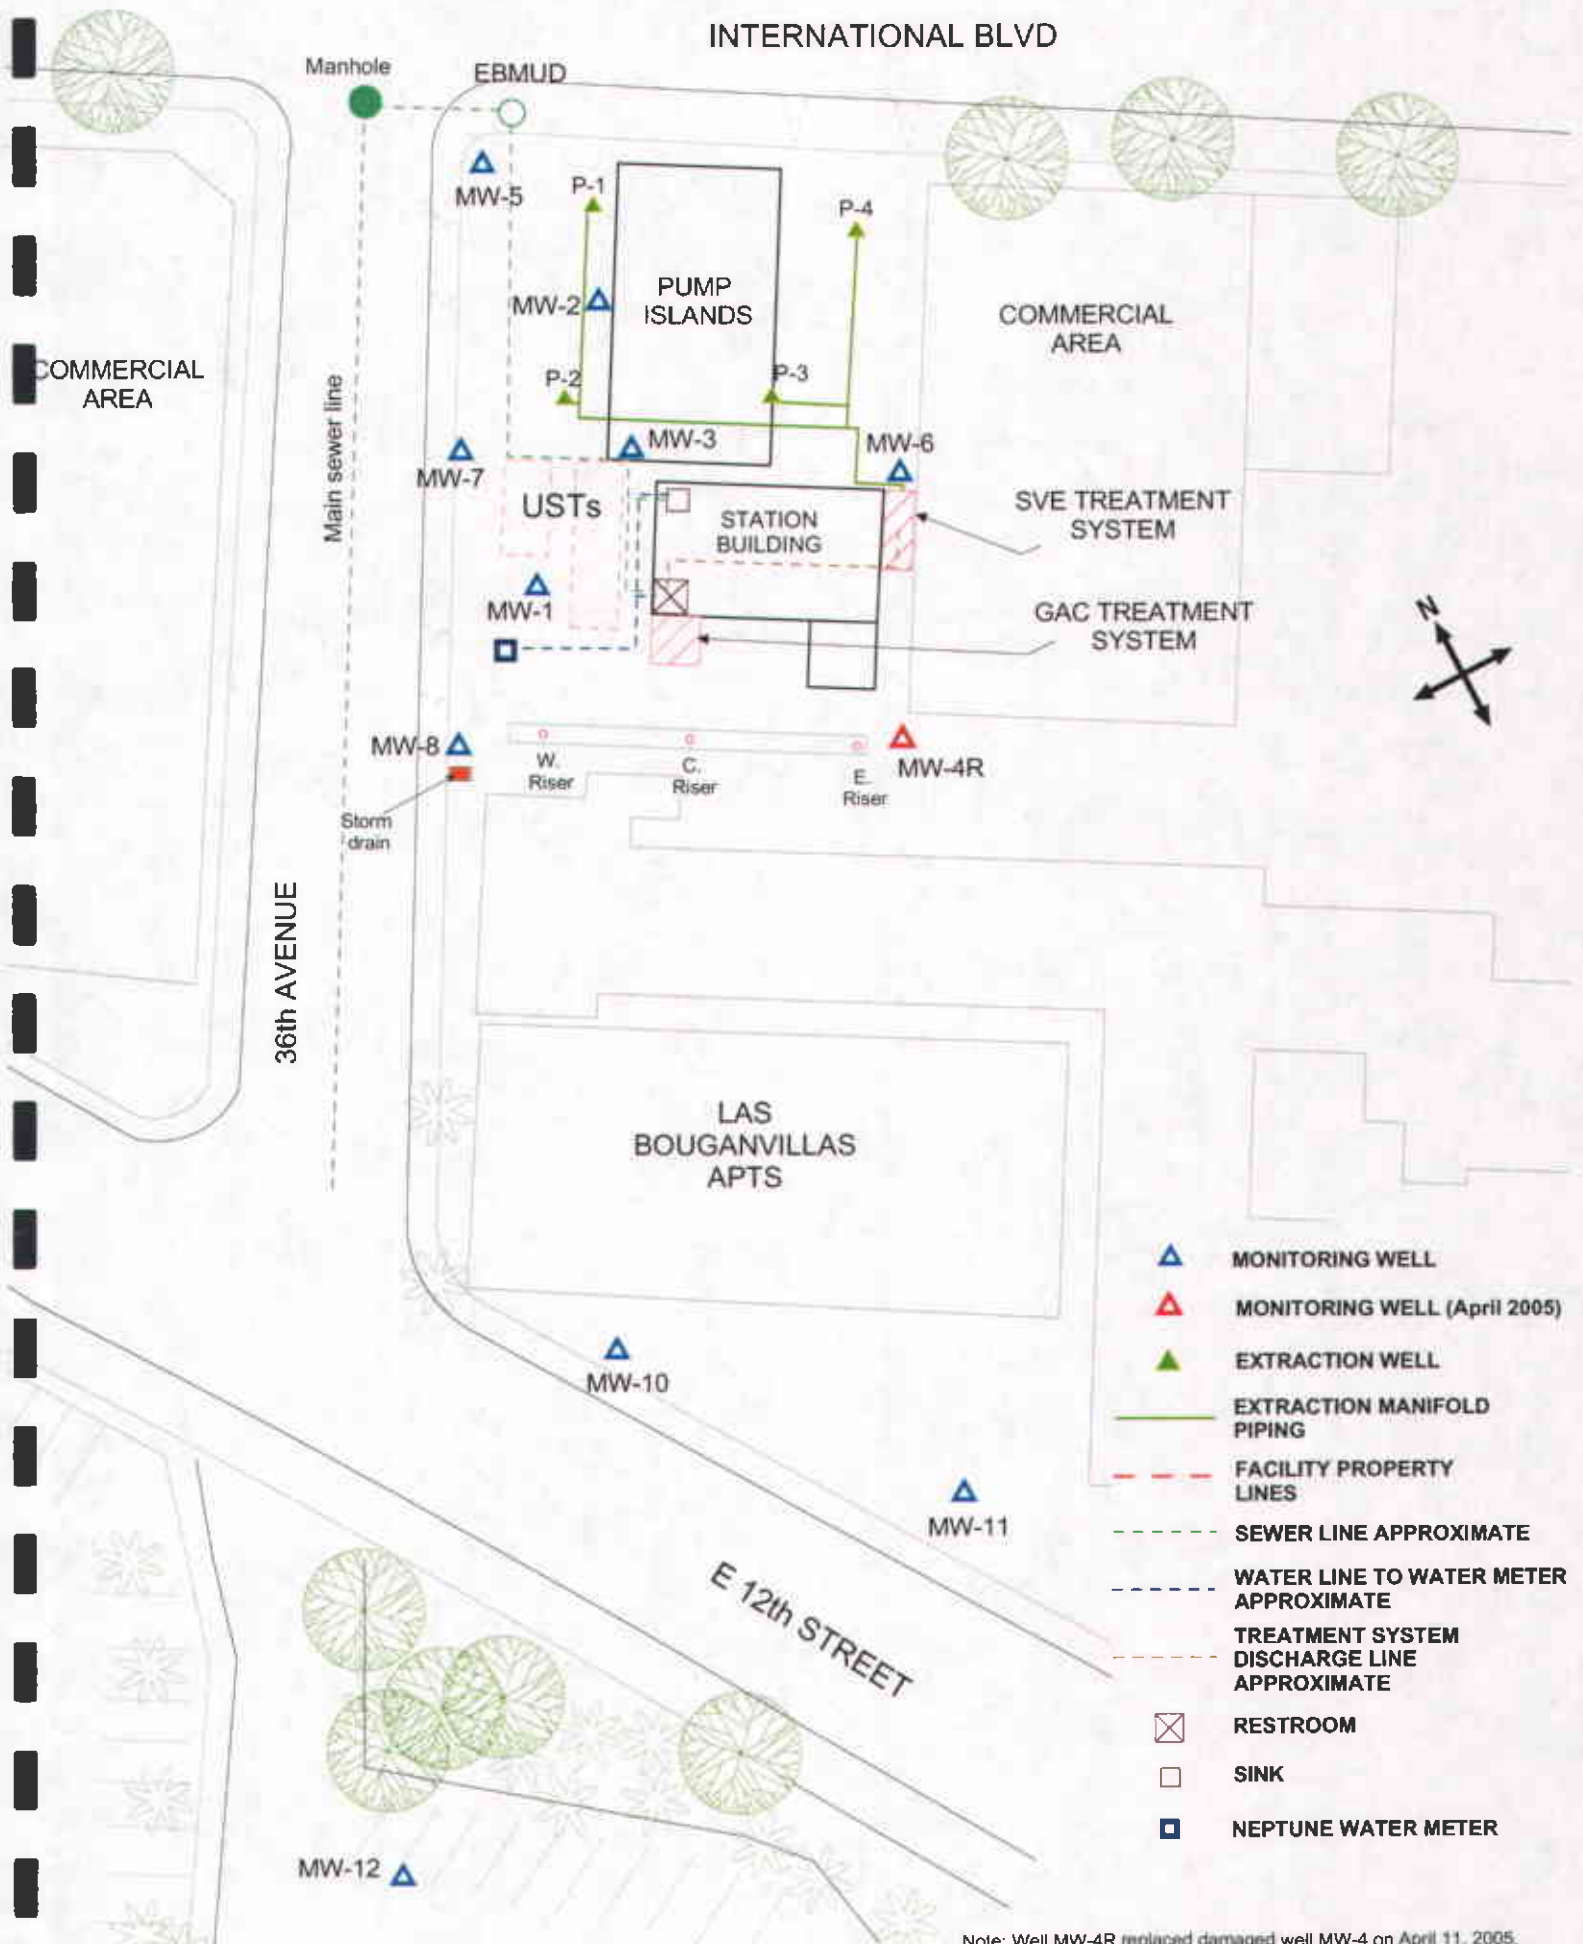 INTERNATIONAL BLVD
Manhole
EBMUD
MW-5
P-1
P-4
MW-2
PUMP
ISLANDS
COMMERCIAL
AREA
COMMERCIAL
AREA
P-2
P-3
Main sewer line
MW-3
MW-6
MW-7
USTs
STATION
BUILDING
SVE TREATMENT
SYSTEM
MW-1
GAC TREATMENT
SYSTEM
N
MW-8
W.
Riser
C.
Riser
E.
Riser
MW-4R
Storm
drain
36th AVENUE
LAS
BOUGANVILLAS
APTS
MW-10
MW-11
E 12th STREET
MW-12
MONITORING WELL
MONITORING WELL (April 2005)
EXTRACTION WELL
EXTRACTION MANIFOLD
PIPING
FACILITY PROPERTY
LINES
SEWER LINE APPROXIMATE
WATER LINE TO WATER METER
APPROXIMATE
TREATMENT SYSTEM
DISCHARGE LINE
APPROXIMATE
RESTROOM
SINK
NEPTUNE WATER METER
Note: Well MW-4R replaced damaged well MW-4 on April 11, 2005.